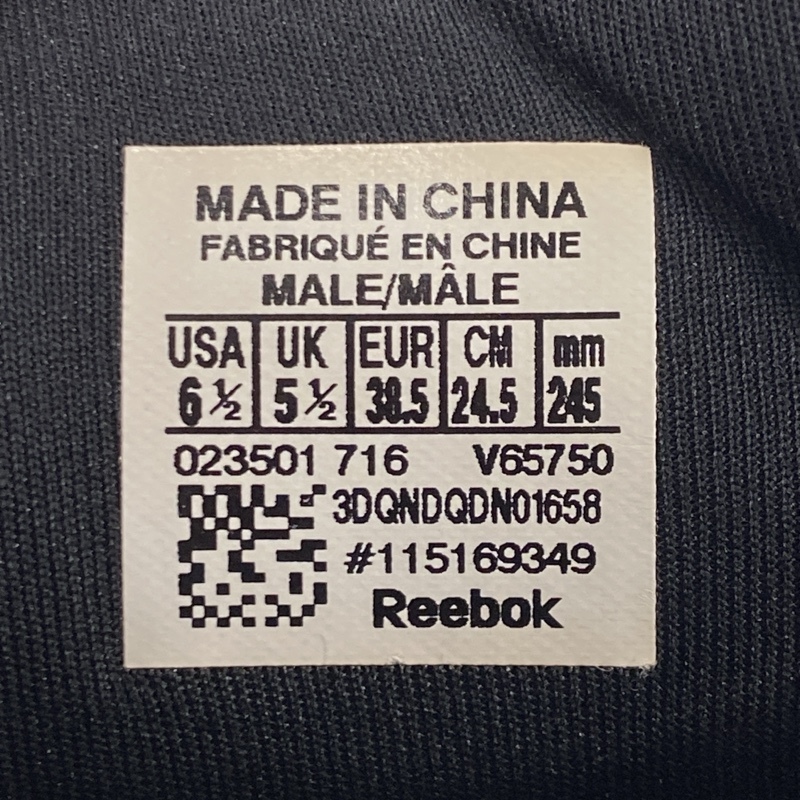 MADE IN CHINA
FABRIQUÉ EN CHINE
MALE/MÂLE
USA UK EUR CM mm
6 ½ 5 ½ 38.5 24.5 245
023501 716 V65750
3DQNDQDN01658
#115169349
Reebok